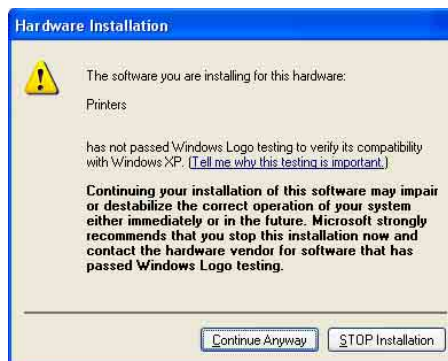 Hardware Installation
The software you are installing for this hardware:
Printers
has not passed Windows Logo testing to verify its compatibility
with Windows XP. (Tell me why this testing is important.)
Continuing your installation of this software may impair
or destabilize the correct operation of your system
either immediately or in the future. Microsoft strongly
recommends that you stop this installation now and
contact the hardware vendor for software that has
passed Windows Logo testing.
Continue Anyway STOP Installation